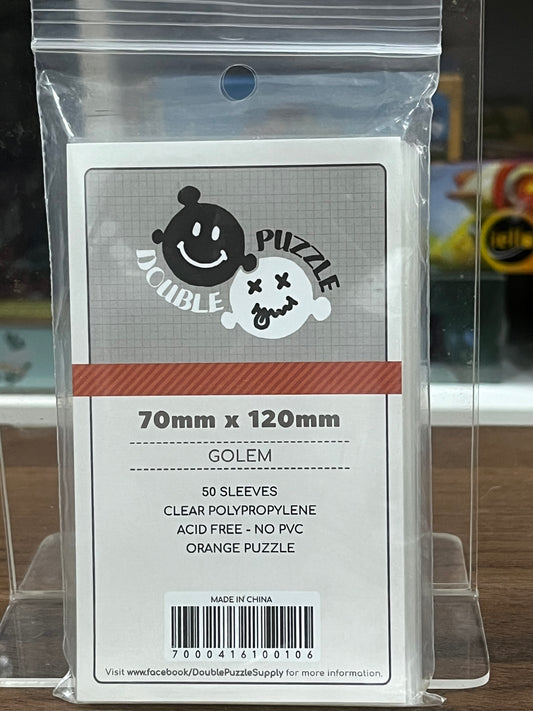 DOUBLE PUZZLE
70mm x 120mm
GOLEM
50 SLEEVES
CLEAR POLYPROPYLENE
ACID FREE - NO PVC
ORANGE PUZZLE
MADE IN CHINA
7000416100106
Visit www.facebook/DoublePuzzleSupply for more information.
iello